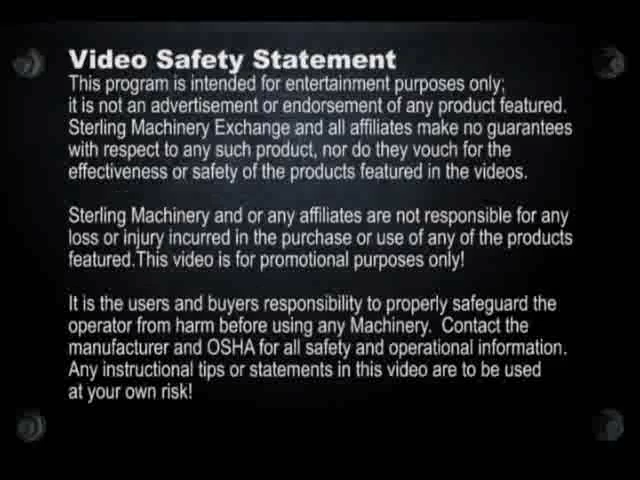 Video Safety Statement
This program is intended for entertainment purposes only;
it is not an advertisement or endorsement of any product featured.
Sterling Machinery Exchange and all affiliates make no guarantees
with respect to any such product, nor do they vouch for the
effectiveness or safety of the products featured in the videos.
Sterling Machinery and or any affiliates are not responsible for any
loss or injury incurred in the purchase or use of any of the products
featured.This video is for promotional purposes only!
It is the users and buyers responsibility to properly safeguard the
operator from harm before using any Machinery.  Contact the
manufacturer and OSHA for all safety and operational information.
Any instructional tips or statements in this video are to be used
at your own risk!